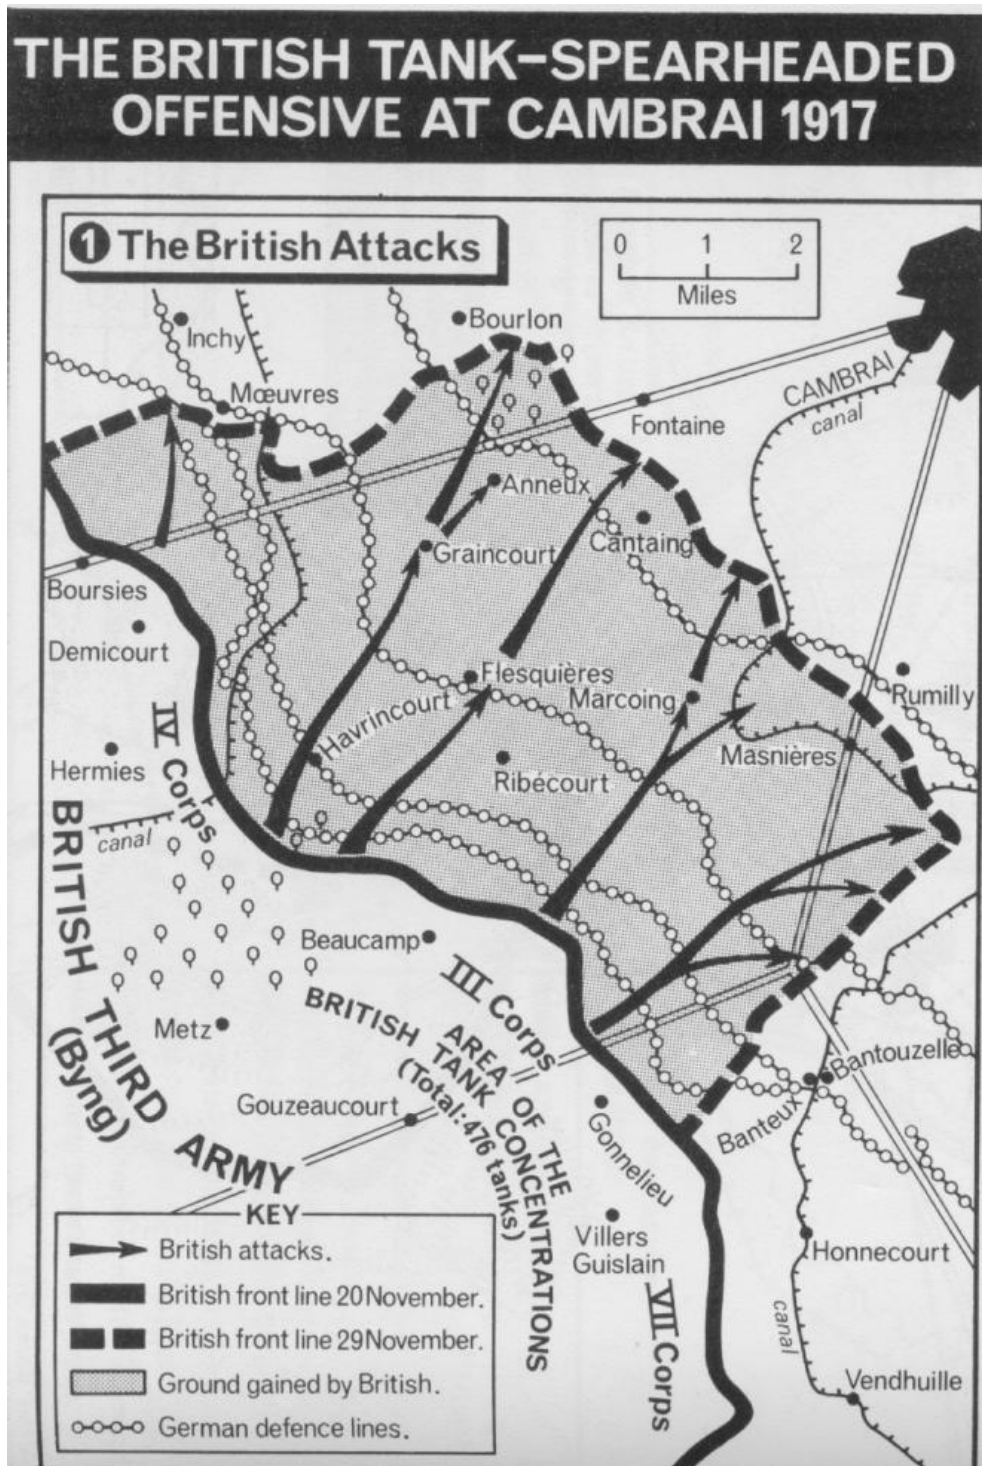 THE BRITISH TANK-SPEARHEADED
OFFENSIVE AT CAMBRAI 1917
1 The British Attacks
0 1 2
Miles
Inchy
Bourlon
Mœuvres
CAMBRAI
canal
Fontaine
Anneux
Cantaing
Graincourt
Boursies
Demicourt
Flesquières
Marcoing
Rumilly
Havrincourt
Hermies
Ribécourt
Masnières
IV Corps
canal
BRITISH THIRD ARMY
(Byng)
Beaucamp
III Corps
Metz
AREA OF THE
BRITISH TANK CONCENTRATIONS
(Total: 476 tanks)
Gouzeaucourt
Bantouzelle
Banteux
Gonnelieu
Villers
Guislain
Honnecourt
VII Corps
canal
Vendhuille
KEY
British attacks.
British front line 20 November.
British front line 29 November.
Ground gained by British.
German defence lines.